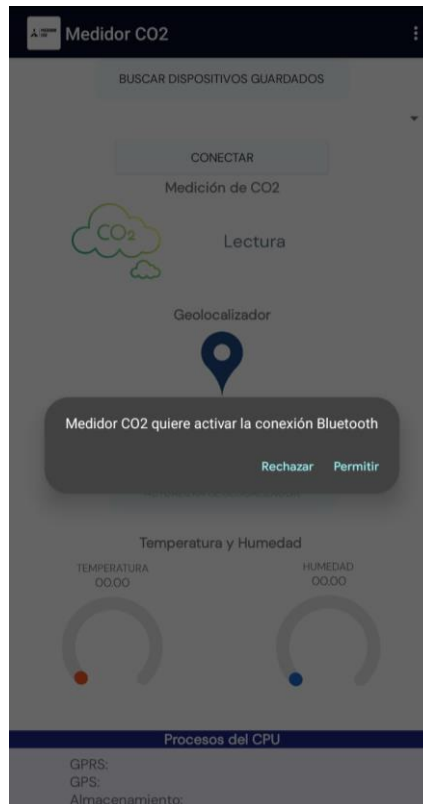 Medidor CO2
BUSCAR DISPOSITIVOS GUARDADOS
CONECTAR
Medición de CO2
CO2
Lectura
Geolocalizador
Medidor CO2 quiere activar la conexión Bluetooth
Rechazar Permitir
Temperatura y Humedad
TEMPERATURA HUMEDAD
00.00 00.00
Procesos del CPU
GPRS:
GPS:
Almacenamiento: